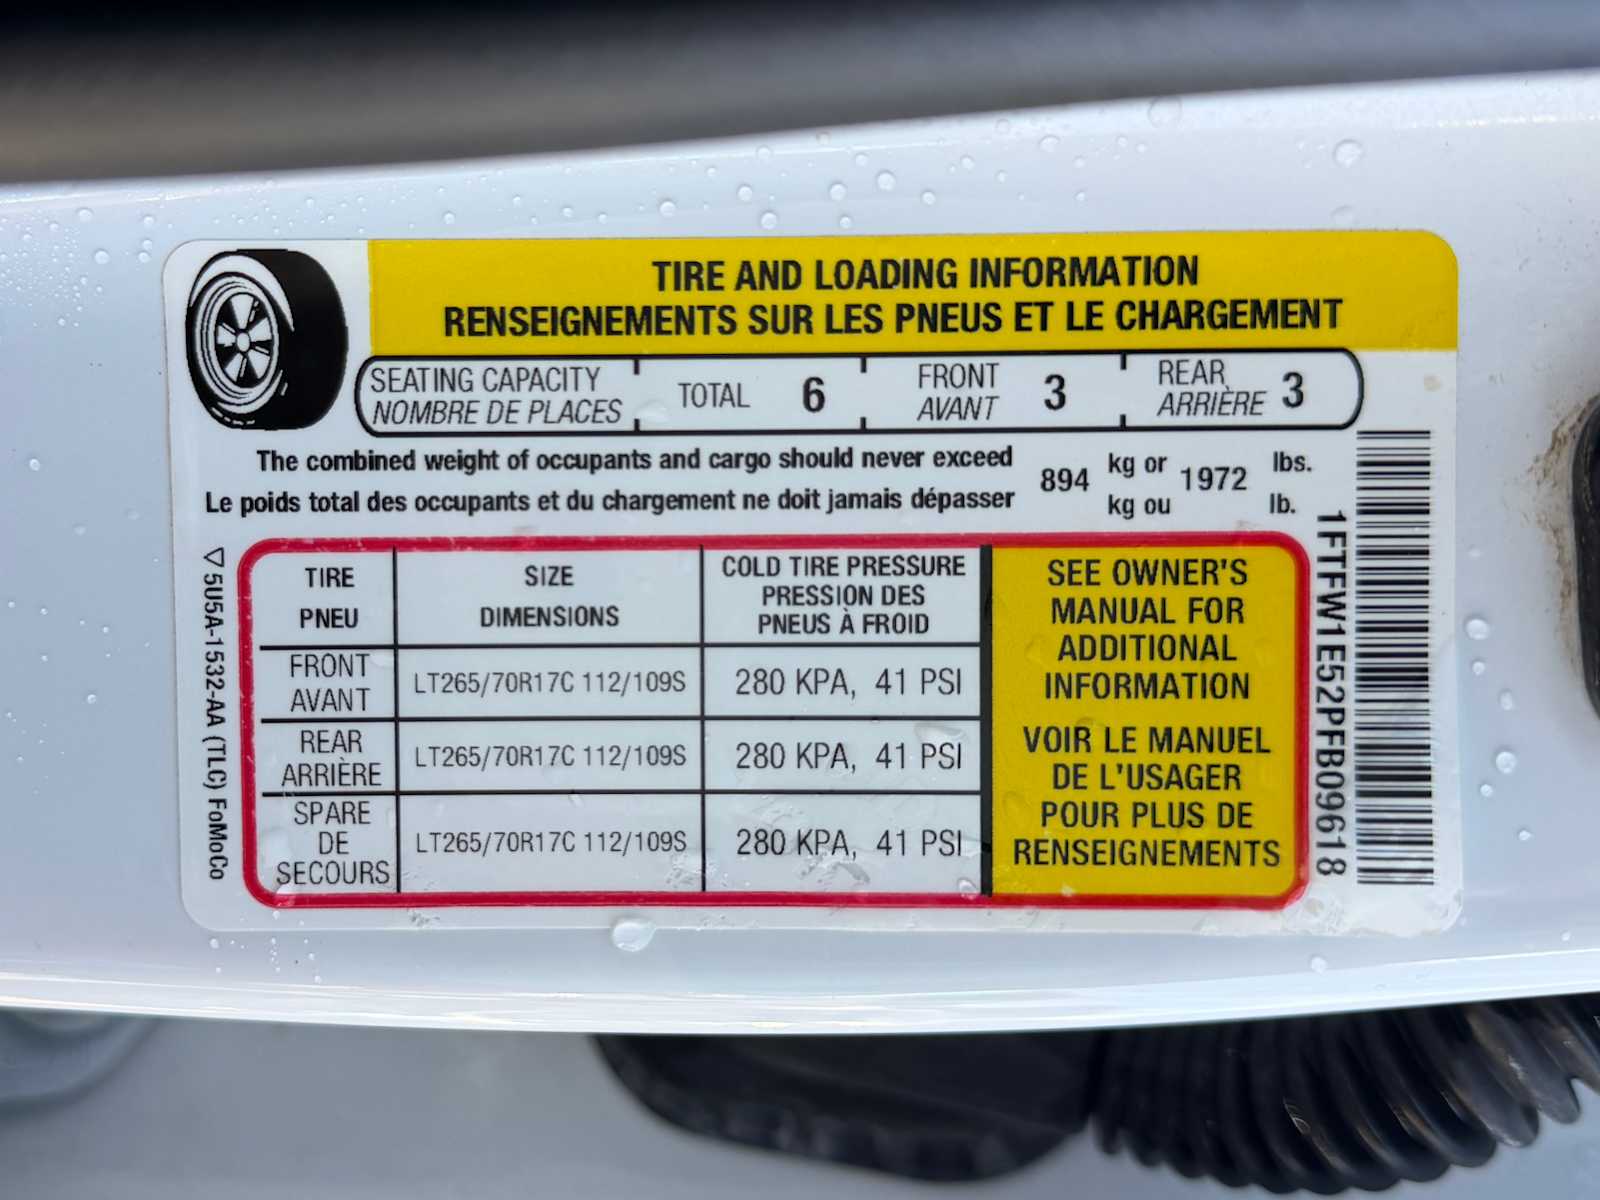 TIRE AND LOADING INFORMATION
RENSEIGNEMENTS SUR LES PNEUS ET LE CHARGEMENT
SEATING CAPACITY TOTAL 6 FRONT 3 REAR 3
NOMBRE DE PLACES AVANT ARRIÈRE
The combined weight of occupants and cargo should never exceed 894 kg or 1972 lbs.
Le poids total des occupants et du chargement ne doit jamais dépasser kg ou lb.
TIRE SIZE COLD TIRE PRESSURE
PNEU DIMENSIONS PRESSION DES
PNEUS À FROID
FRONT
AVANT LT265/70R17C 112/109S 280 KPA, 41 PSI
REAR
ARRIÈRE LT265/70R17C 112/109S 280 KPA, 41 PSI
SPARE
DE
SECOURS LT265/70R17C 112/109S 280 KPA, 41 PSI
SEE OWNER'S
MANUAL FOR
ADDITIONAL
INFORMATION
VOIR LE MANUEL
DE L'USAGER
POUR PLUS DE
RENSEIGNEMENTS
5U5A-1532-AA (TLC) FoMoCo
1FTFW1E52PFB09618